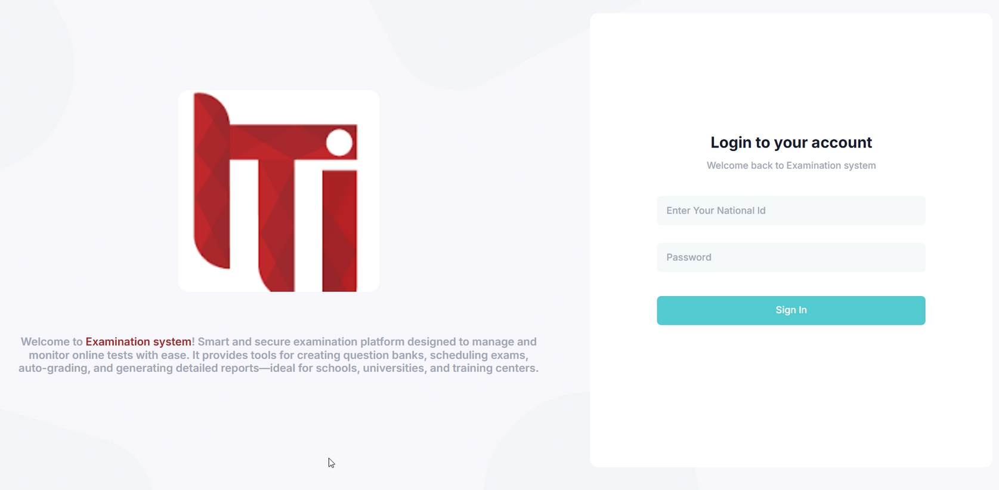 iTi
Welcome to Examination system! Smart and secure examination platform designed to manage and
monitor online tests with ease. It provides tools for creating question banks, scheduling exams,
auto-grading, and generating detailed reports—ideal for schools, universities, and training centers.
Login to your account
Welcome back to Examination system
Enter Your National Id
Password
Sign In